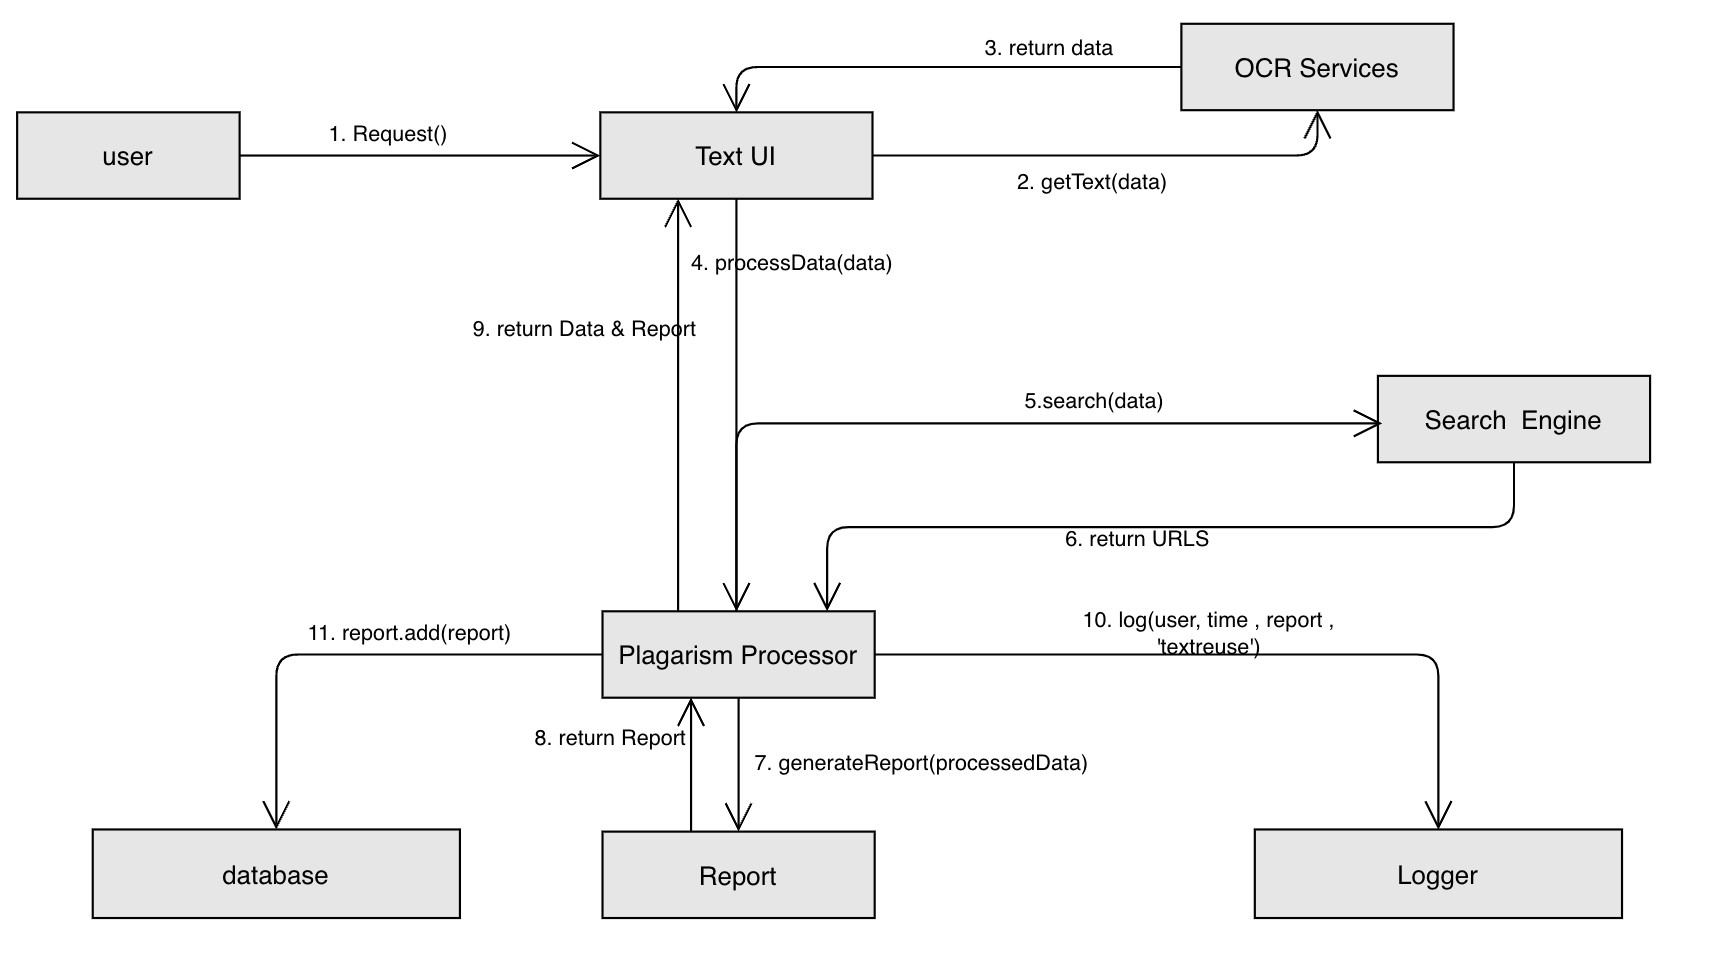 3. return data
OCR Services
1. Request()
user
Text UI
2. getText(data)
4. processData(data)
9. return Data & Report
5.search(data)
Search  Engine
6. return URLS
10. log(user, time , report ,
'textreuse')
11. report.add(report)
Plagarism Processor
8. return Report
7. generateReport(processedData)
database
Report
Logger